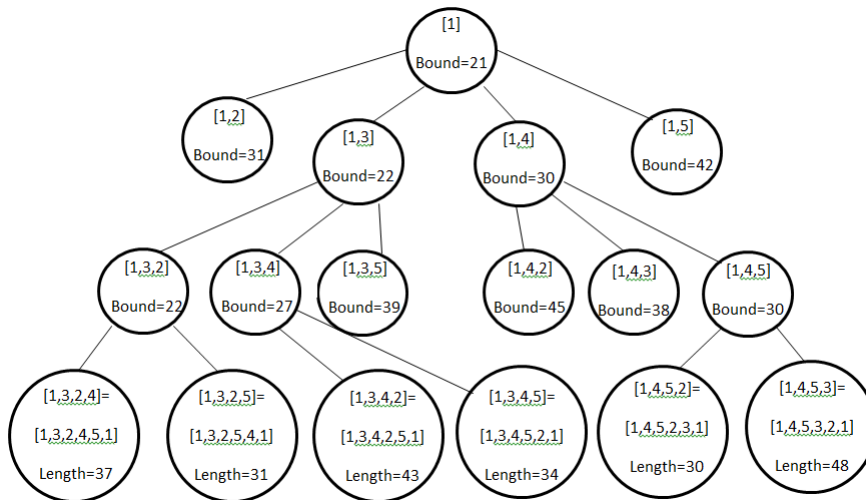 [1]
Bound=21
[1,2]
Bound=31
[1,3]
Bound=22
[1,4]
Bound=30
[1,5]
Bound=42
[1,3,2]
Bound=22
[1,3,4]
Bound=27
[1,3,5]
Bound=39
[1,4,2]
Bound=45
[1,4,3]
Bound=38
[1,4,5]
Bound=30
[1,3,2,4]=
[1,3,2,4,5,1]
Length=37
[1,3,2,5]=
[1,3,2,5,4,1]
Length=31
[1,3,4,2]=
[1,3,4,2,5,1]
Length=43
[1,3,4,5]=
[1,3,4,5,2,1]
Length=34
[1,4,5,2]=
[1,4,5,2,3,1]
Length=30
[1,4,5,3]=
[1,4,5,3,2,1]
Length=48